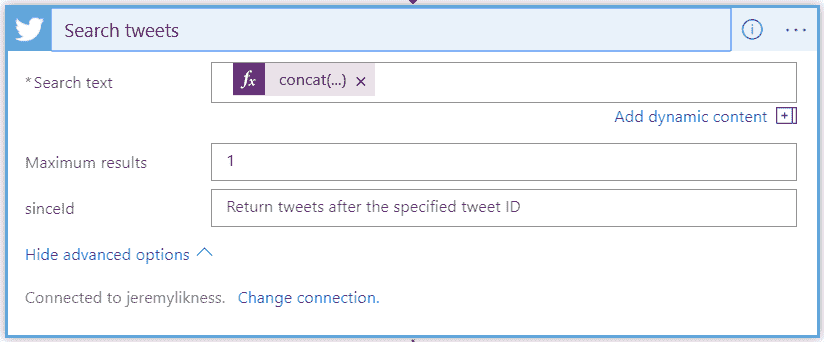 Search tweets
*Search text
fx concat(...) ×
Add dynamic content
Maximum results 1
sinceId Return tweets after the specified tweet ID
Hide advanced options
Connected to jeremylikness. Change connection.